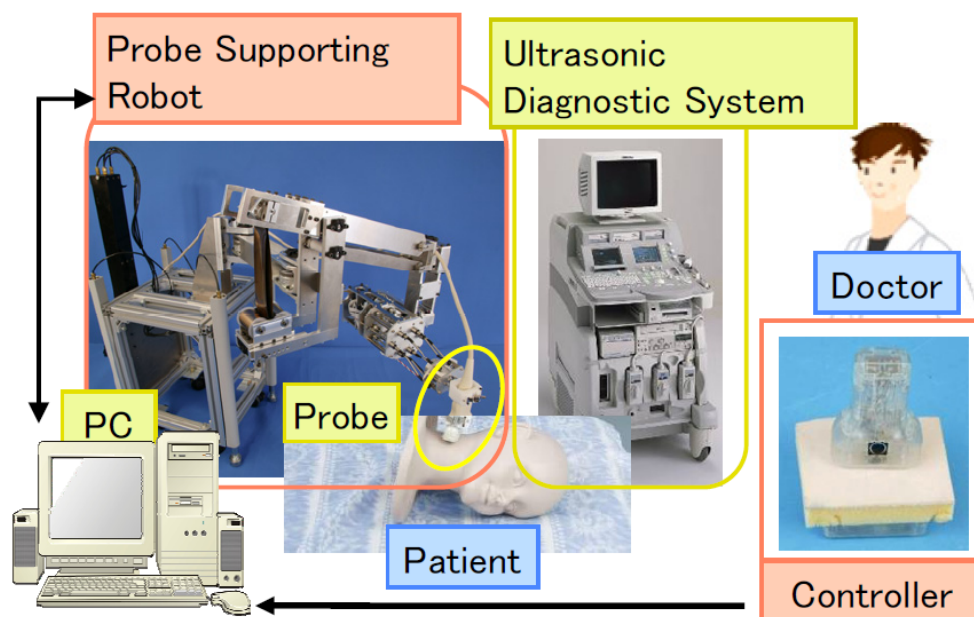 Probe Supporting
Robot
Ultrasonic
Diagnostic System
Doctor
PC
Probe
Patient
Controller